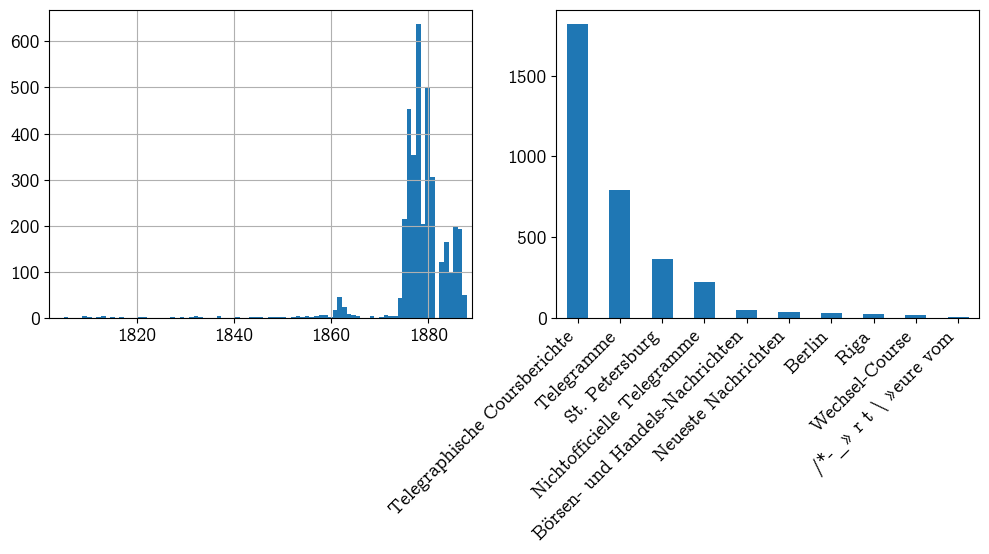 600
500
400
300
200
100
0
1820
1840
1860
1880
1500
1000
500
0
Telegraphische Coursberichte
Telegramme
St. Petersburg
Nichtofficielle Telegramme
Börsen- und Handels-Nachrichten
Neueste Nachrichten
Berlin
Riga
Wechsel-Course
/*- _» r t \ »eure vom